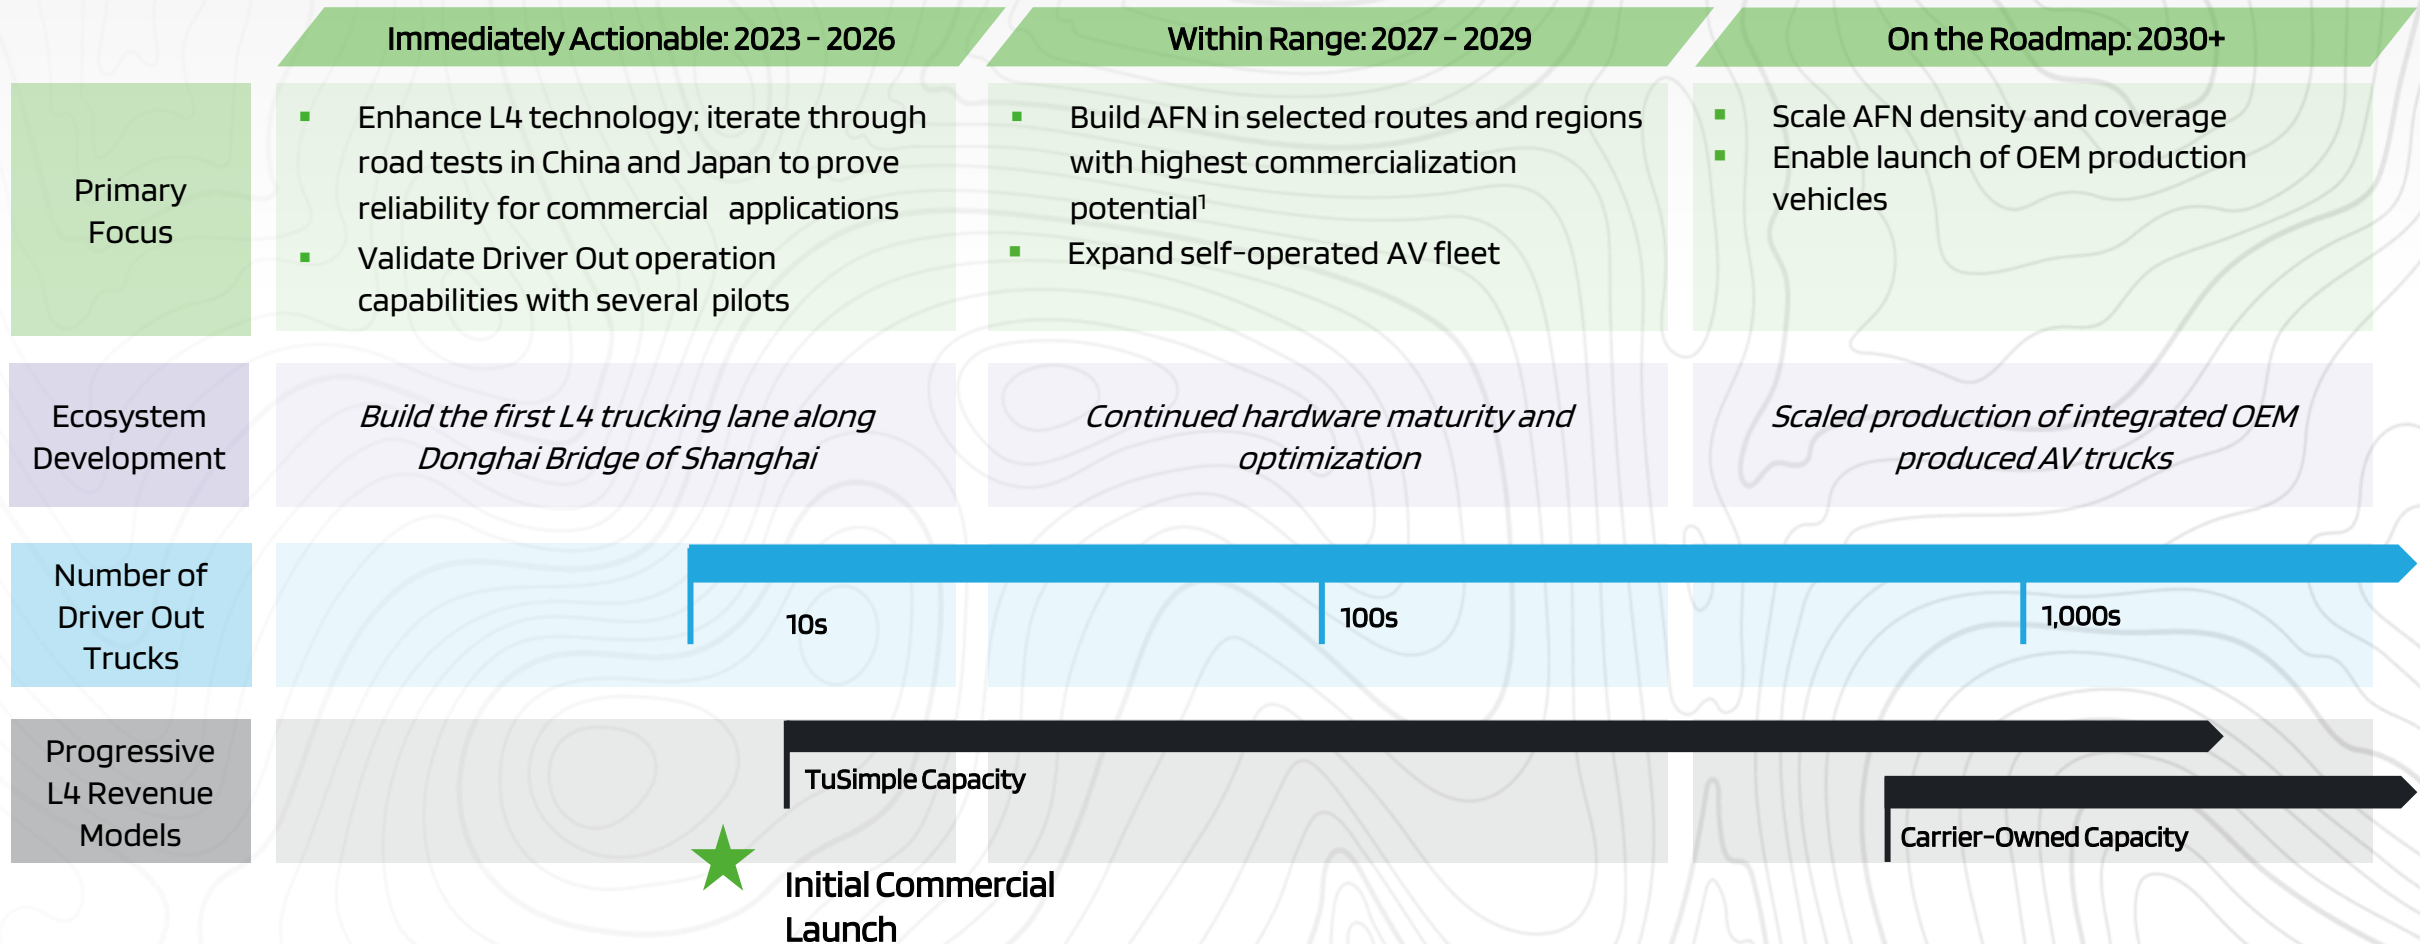 Immediately Actionable: 2023 – 2026
Within Range: 2027 – 2029
On the Roadmap: 2030+
Primary
Focus
Enhance L4 technology; iterate through
road tests in China and Japan to prove
reliability for commercial applications
Validate Driver Out operation
capabilities with several pilots
Build AFN in selected routes and regions
with highest commercialization
potential¹
Expand self-operated AV fleet
Scale AFN density and coverage
Enable launch of OEM production
vehicles
Ecosystem
Development
Build the first L4 trucking lane along
Donghai Bridge of Shanghai
Continued hardware maturity and
optimization
Scaled production of integrated OEM
produced AV trucks
Number of
Driver Out
Trucks
10s
100s
1,000s
Progressive
L4 Revenue
Models
TuSimple Capacity
Carrier-Owned Capacity
Initial Commercial
Launch